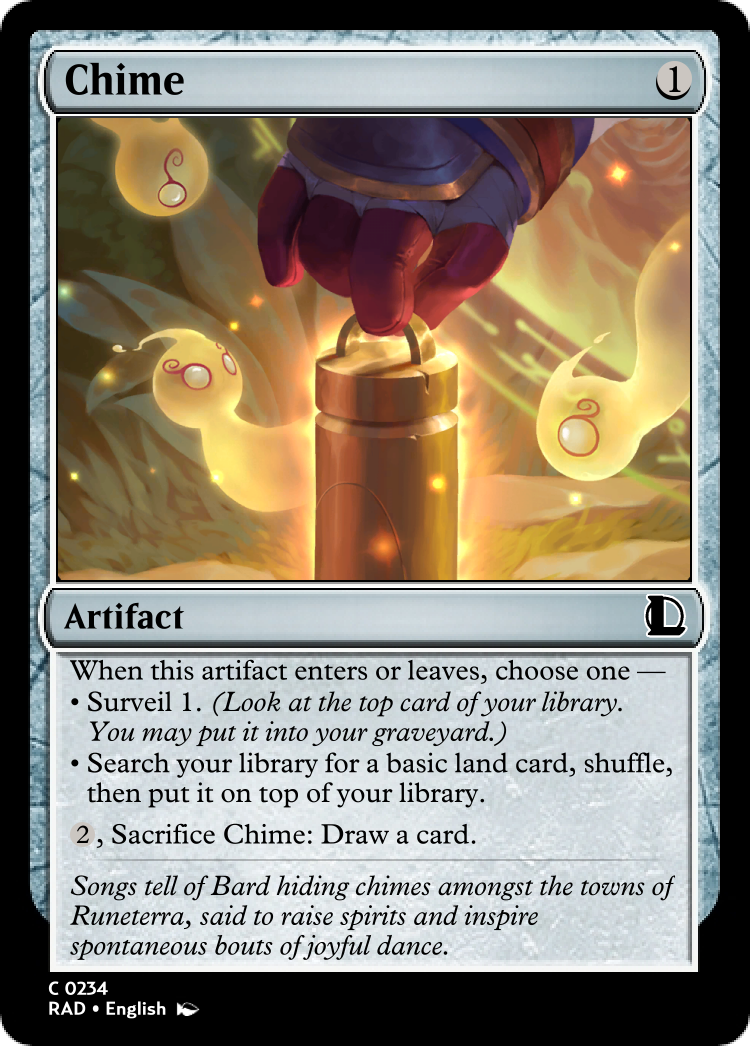 Chime 1
Artifact
When this artifact enters or leaves, choose one —
• Surveil 1. (Look at the top card of your library.
You may put it into your graveyard.)
• Search your library for a basic land card, shuffle,
then put it on top of your library.
2, Sacrifice Chime: Draw a card.
Songs tell of Bard hiding chimes amongst the towns of
Runeterra, said to raise spirits and inspire
spontaneous bouts of joyful dance.
C 0234
RAD • English